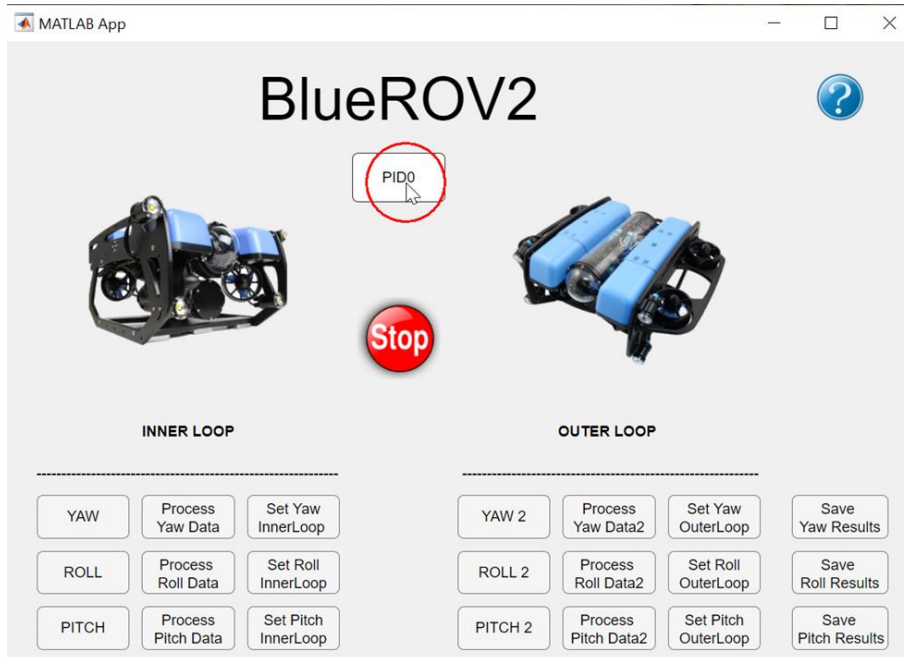 MATLAB App
BlueROV2
?
PID0
Stop
INNER LOOP
OUTER LOOP
--------------------------------------------------------------
-------------------------------------------------------------
YAW
Process
Yaw Data
Set Yaw
InnerLoop
YAW 2
Process
Yaw Data2
Set Yaw
OuterLoop
Save
Yaw Results
ROLL
Process
Roll Data
Set Roll
InnerLoop
ROLL 2
Process
Roll Data2
Set Roll
OuterLoop
Save
Roll Results
PITCH
Process
Pitch Data
Set Pitch
InnerLoop
PITCH 2
Process
Pitch Data2
Set Pitch
OuterLoop
Save
Pitch Results